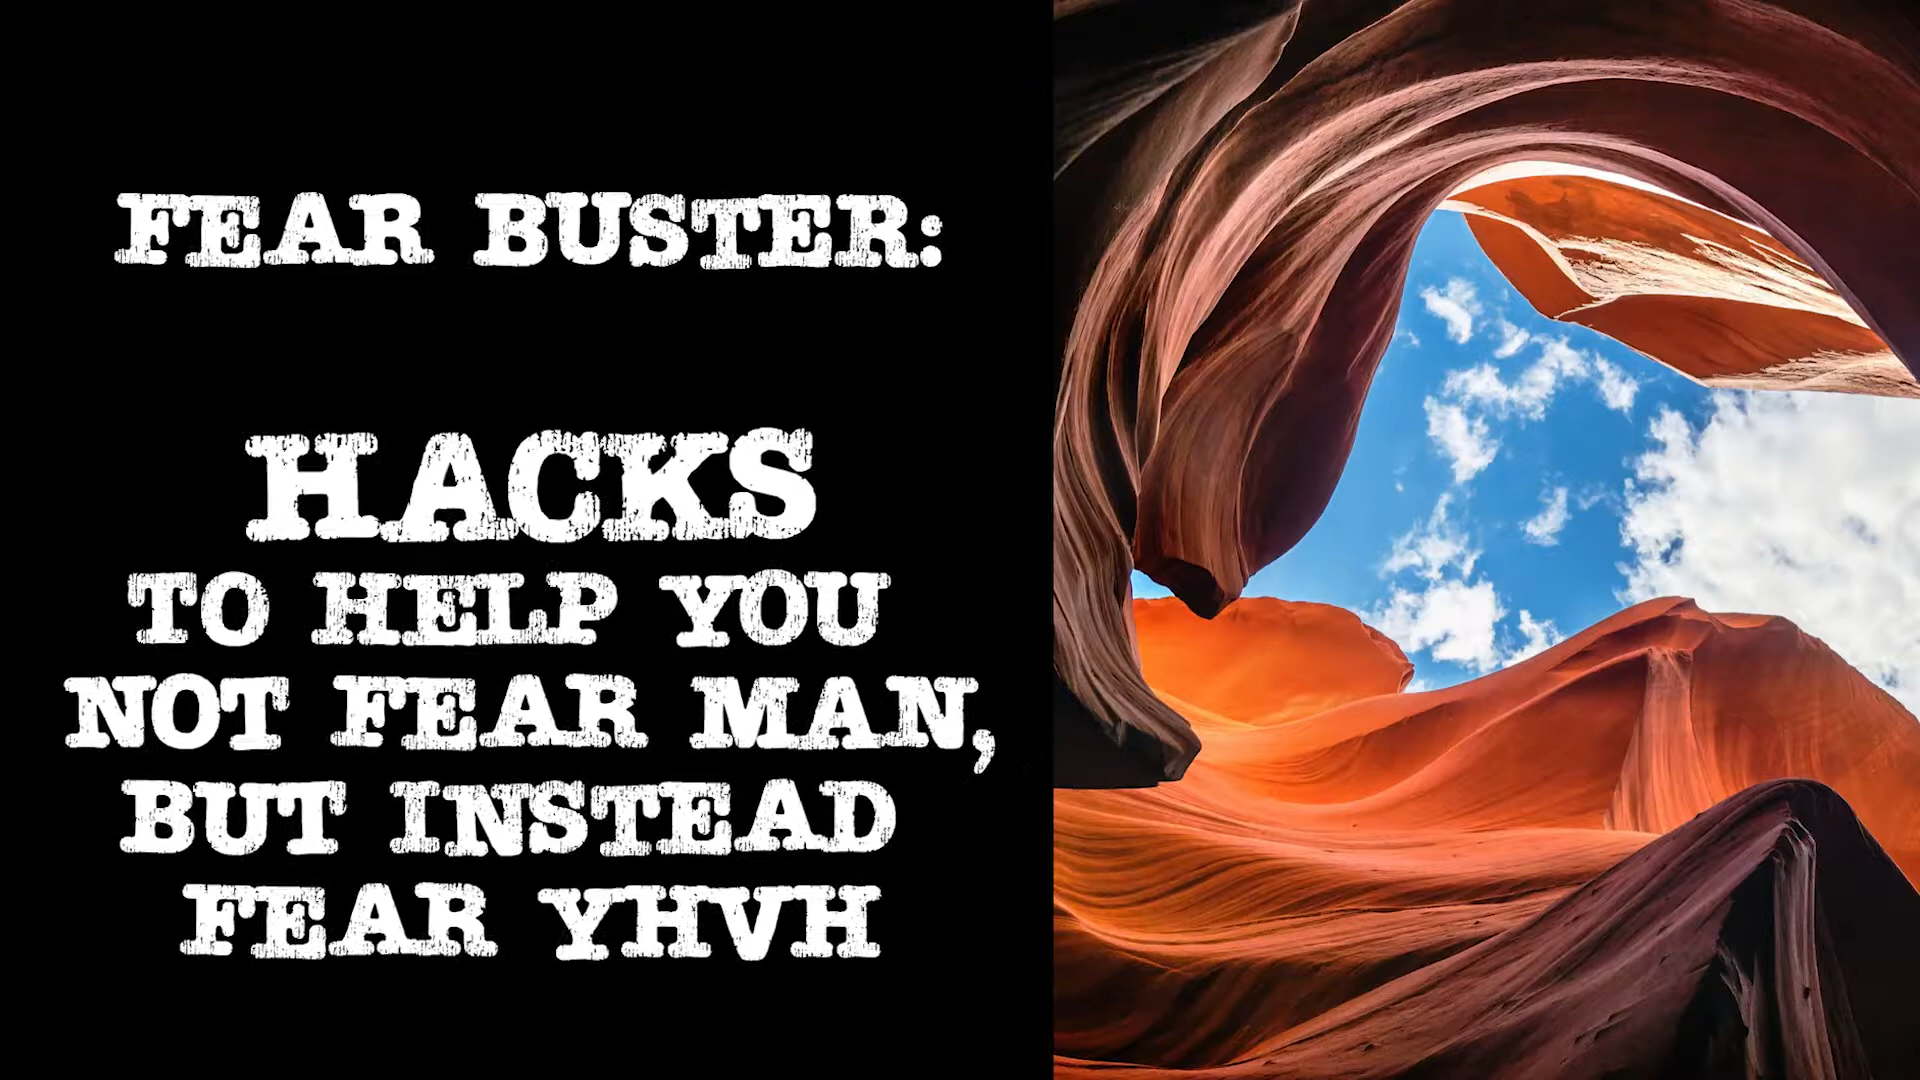 FEAR BUSTER:
HACKS
TO HELP YOU
NOT FEAR MAN,
BUT INSTEAD
FEAR YHVH